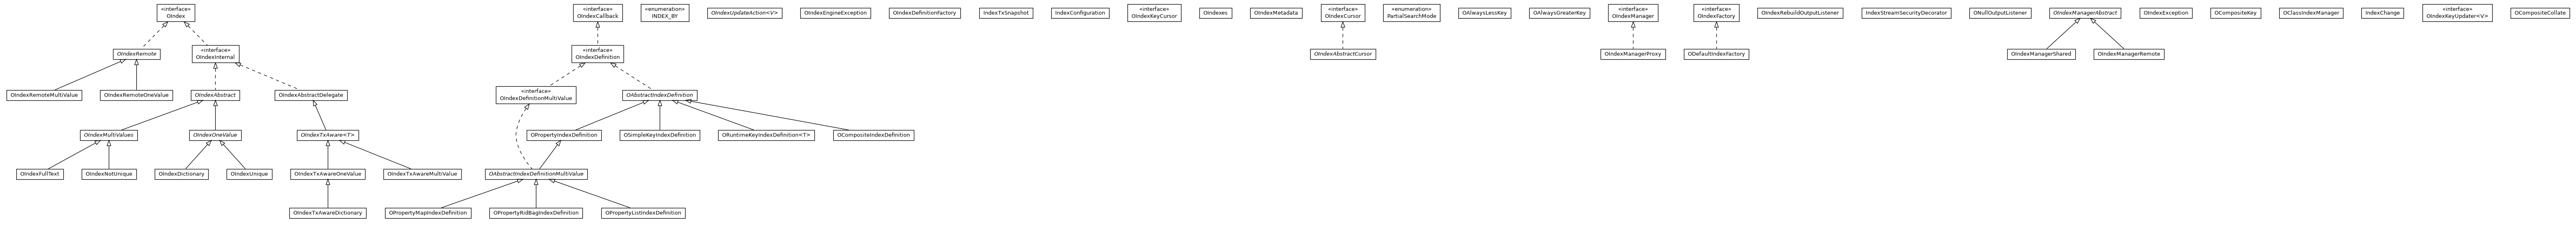 «interface»
OIndex
«interface»
OIndexCallback
«enumeration»
INDEX_BY
OIndexUpdateAction<V>
OIndexEngineException
OIndexDefinitionFactory
IndexTxSnapshot
IndexConfiguration
«interface»
OIndexKeyCursor
OIndexes
OIndexMetadata
«interface»
OIndexCursor
«enumeration»
PartialSearchMode
OAlwaysLessKey
OAlwaysGreaterKey
«interface»
OIndexManager
«interface»
OIndexFactory
OIndexRebuildOutputListener
IndexStreamSecurityDecorator
ONullOutputListener
OIndexManagerAbstract
OIndexException
OCompositeKey
OClassIndexManager
IndexChange
«interface»
OIndexKeyUpdater<V>
OCompositeCollate
OIndexRemote
«interface»
OIndexInternal
«interface»
OIndexDefinition
OIndexAbstractCursor
OIndexManagerProxy
ODefaultIndexFactory
OIndexManagerShared
OIndexManagerRemote
OIndexRemoteMultiValue
OIndexRemoteOneValue
OIndexAbstract
OIndexAbstractDelegate
«interface»
OIndexDefinitionMultiValue
OAbstractIndexDefinition
OIndexMultiValues
OIndexOneValue
OIndexTxAware<T>
OPropertyIndexDefinition
OSimpleKeyIndexDefinition
ORuntimeKeyIndexDefinition<T>
OCompositeIndexDefinition
OIndexFullText
OIndexNotUnique
OIndexDictionary
OIndexUnique
OIndexTxAwareOneValue
OIndexTxAwareMultiValue
OAbstractIndexDefinitionMultiValue
OIndexTxAwareDictionary
OPropertyMapIndexDefinition
OPropertyRidBagIndexDefinition
OPropertyListIndexDefinition